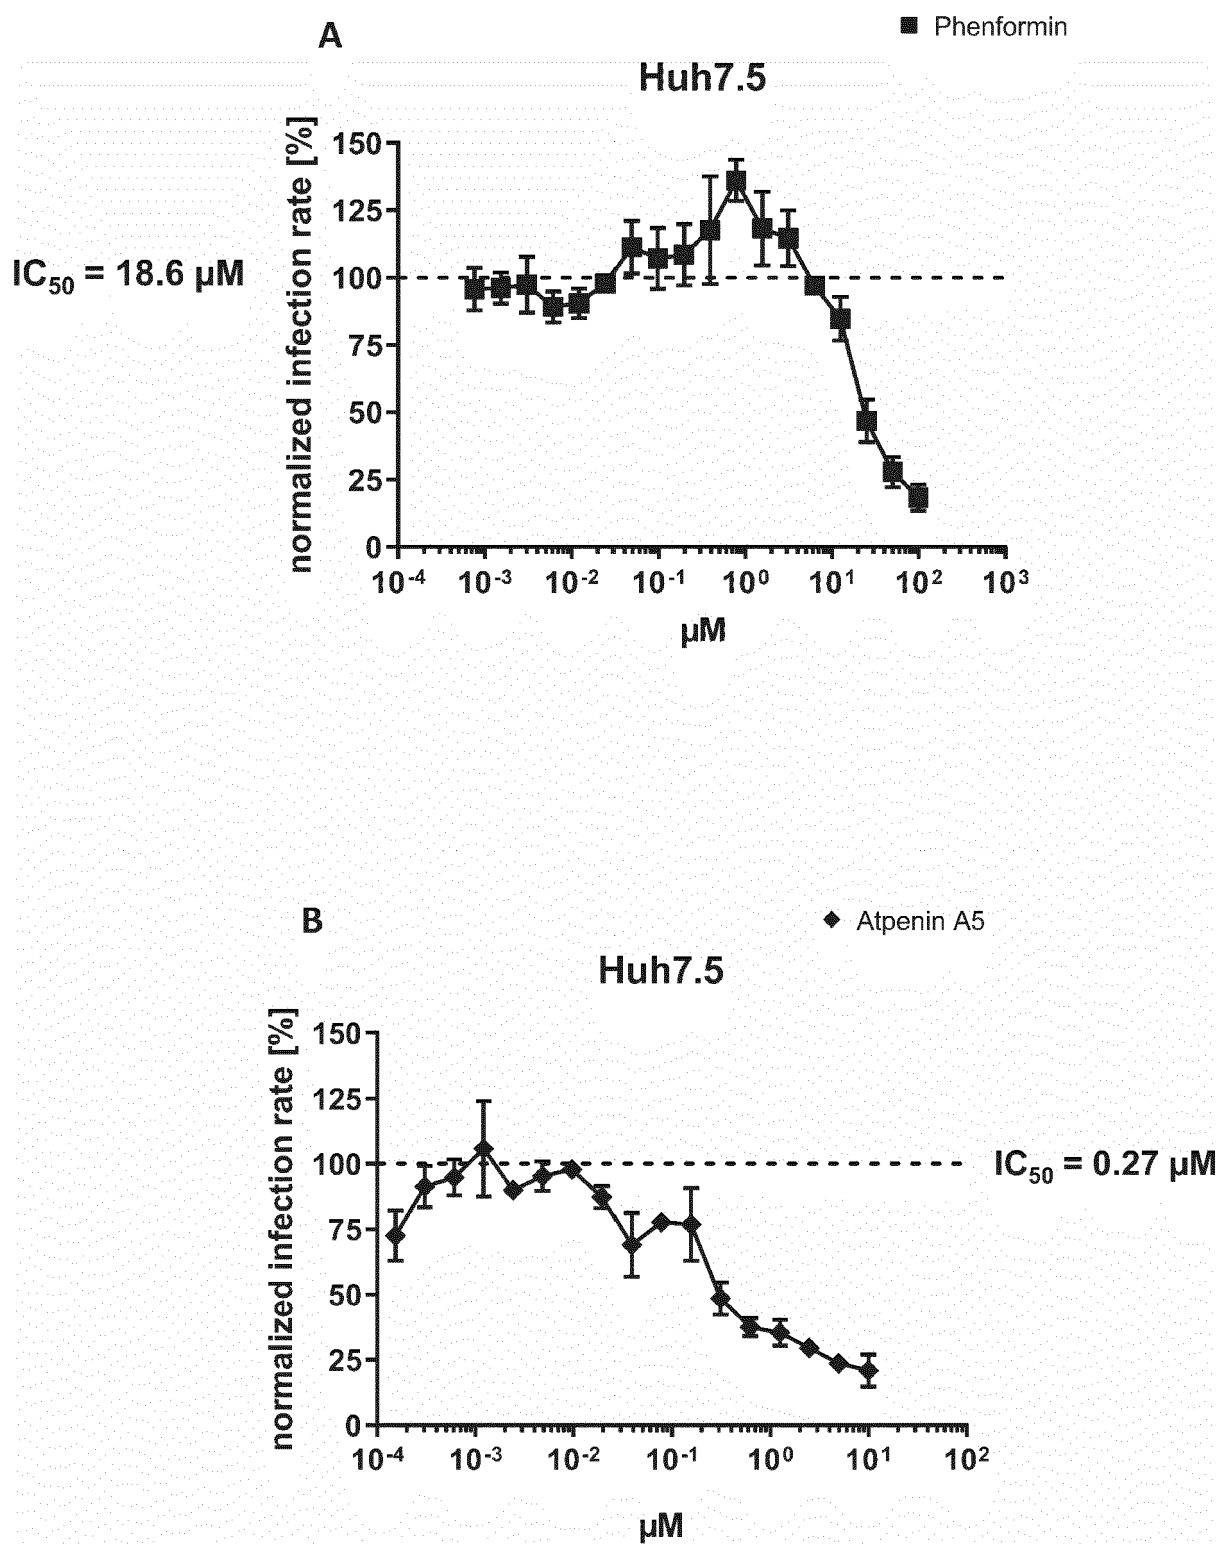 A
Phenformin
Huh7.5
normalized infection rate [%]
150
125
100
75
50
25
0
IC50 = 18.6 µM
10-4 10-3 10-2 10-1 100 101 102 103
µM
B
Atpenin A5
Huh7.5
normalized infection rate [%]
150
125
100
75
50
25
0
IC50 = 0.27 µM
10-4 10-3 10-2 10-1 100 101 102
µM